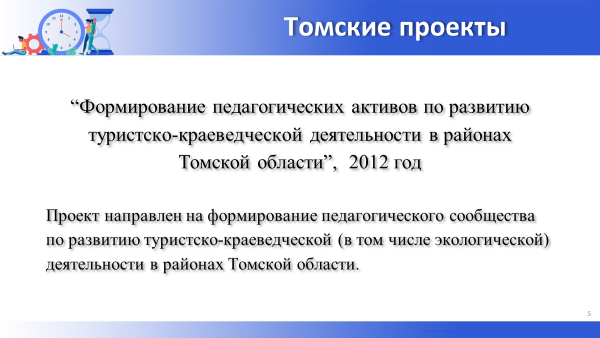 Томские проекты
“Формирование педагогических активов по развитию
туристско-краеведческой деятельности в районах
Томской области”, 2012 год
Проект направлен на формирование педагогического сообщества
по развитию туристско-краеведческой (в том числе экологической)
деятельности в районах Томской области.
5